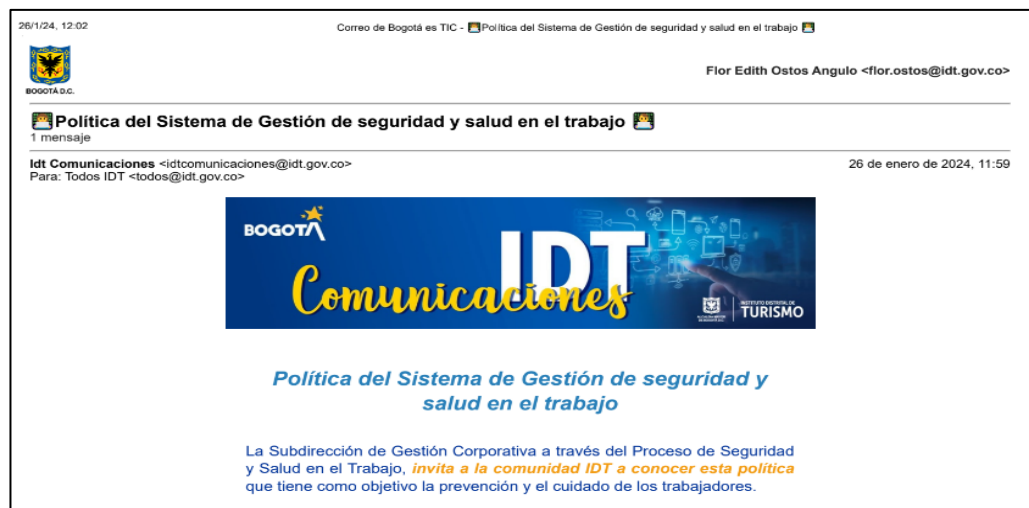 26/1/24, 12:02
Correo de Bogotá es TIC - Política del Sistema de Gestión de seguridad y salud en el trabajo
BOGOTÁ D.C.
Flor Edith Ostos Angulo <flor.ostos@idt.gov.co>
Política del Sistema de Gestión de seguridad y salud en el trabajo
1 mensaje
Idt Comunicaciones <idtcomunicaciones@idt.gov.co>
26 de enero de 2024, 11:59
Para: Todos IDT <todos@idt.gov.co>
BOGOTÁ
IDT
Comunicaciones
INSTITUTO DISTRITAL DE
TURISMO
Política del Sistema de Gestión de seguridad y
salud en el trabajo
La Subdirección de Gestión Corporativa a través del Proceso de Seguridad
y Salud en el Trabajo, invita a la comunidad IDT a conocer esta política
que tiene como objetivo la prevención y el cuidado de los trabajadores.